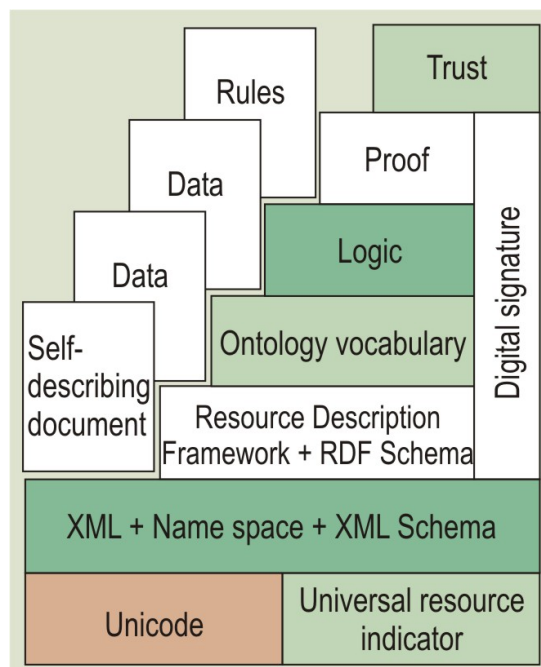 Trust
Rules
Proof
Data
Logic
Data
Digital signature
Ontology vocabulary
Self-
describing
document
Resource Description
Framework + RDF Schema
XML + Name space + XML Schema
Unicode
Universal resource
indicator